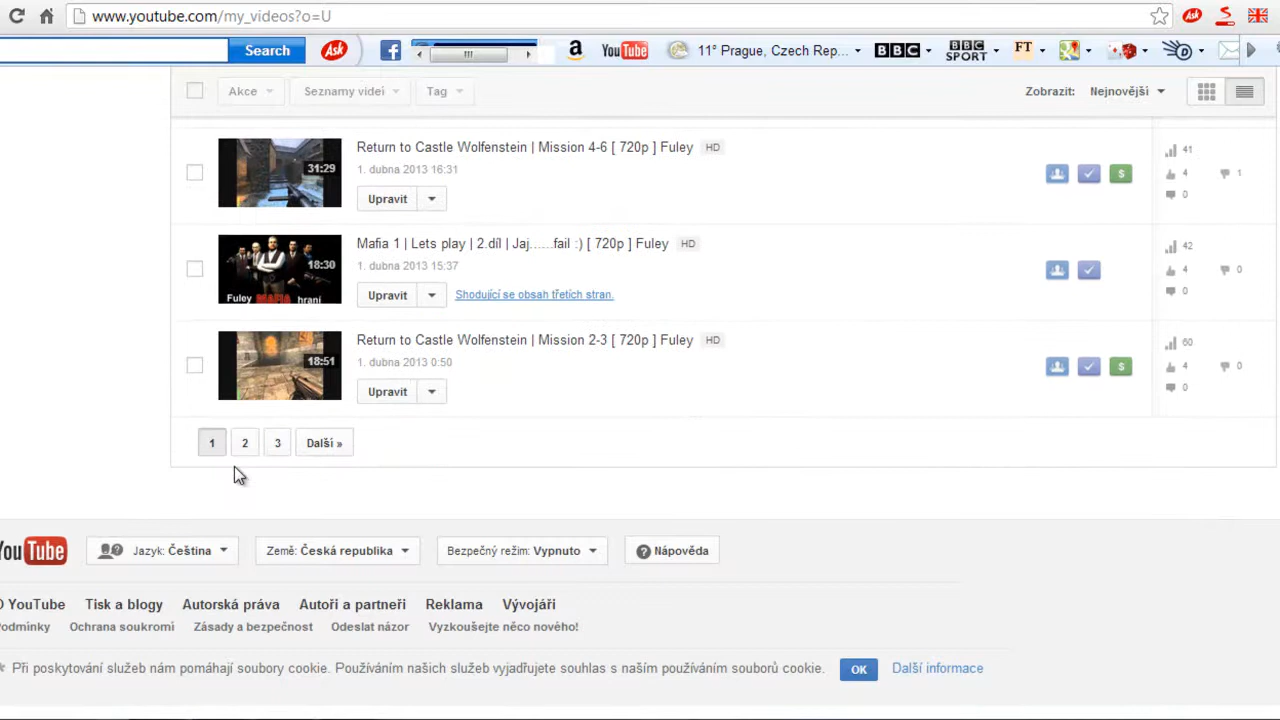 www.youtube.com/my_videos?o=U
Search Ask amazon YouTube 11° Prague, Czech Rep... BBC BBC SPORT FT
Akce Seznamy videí Tag Zobrazit: Nejnovější
Return to Castle Wolfenstein | Mission 4-6 [ 720p ] Fuley HD
31:29
1. dubna 2013 16:31
Upravit
41
4 1
0
Mafia 1 | Lets play | 2.díl | Jaj......fail :) [ 720p ] Fuley HD
18:30
Fuley MAFIA hraní
1. dubna 2013 15:37
Upravit Shodující se obsah třetích stran.
42
4 0
0
Return to Castle Wolfenstein | Mission 2-3 [ 720p ] Fuley HD
18:51
1. dubna 2013 0:50
Upravit
60
4 0
0
1 2 3 Další »
YouTube Jazyk: Čeština Země: Česká republika Bezpečný režim: Vypnuto Nápověda
O YouTube Tisk a blogy Autorská práva Autoři a partneři Reklama Vývojáři
Podmínky Ochrana soukromí Zásady a bezpečnost Odeslat názor Vyzkoušejte něco nového!
Při poskytování služeb nám pomáhají soubory cookie. Používáním našich služeb vyjadřujete souhlas s naším používáním souborů cookie. OK Další informace